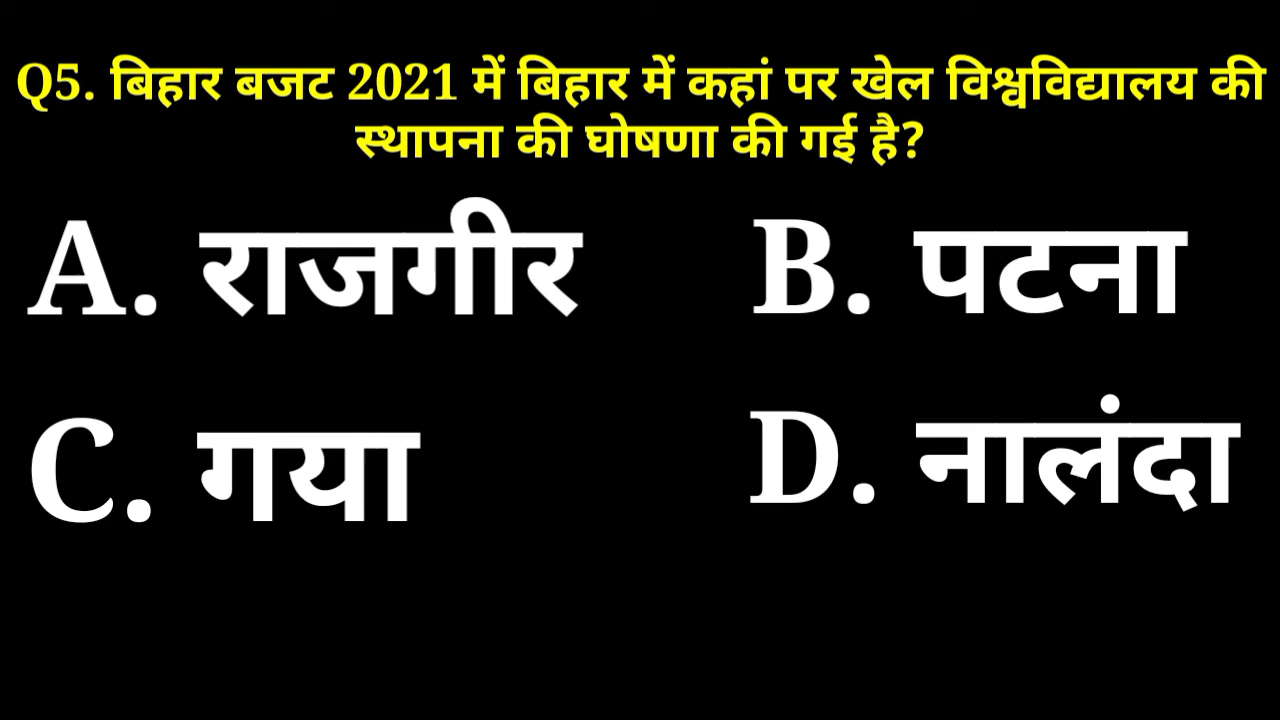 Q5. बिहार बजट 2021 में बिहार में कहां पर खेल विश्वविद्यालय की
स्थापना की घोषणा की गई है?
A. राजगीर
B. पटना
C. गया
D. नालंदा